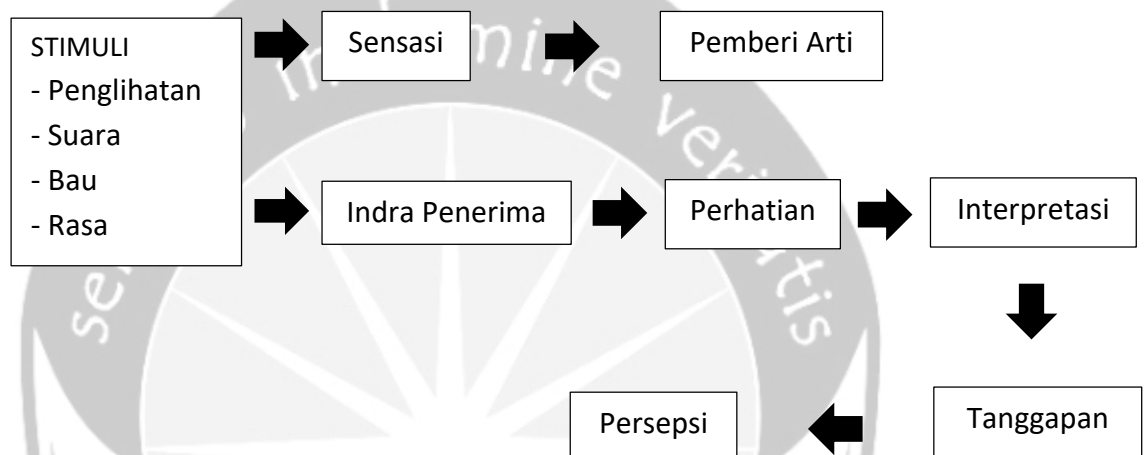 STIMULI
- Penglihatan
- Suara
- Bau
- Rasa
Sensasi
Pemberi Arti
Indra Penerima
Perhatian
Interpretasi
Tanggapan
Persepsi